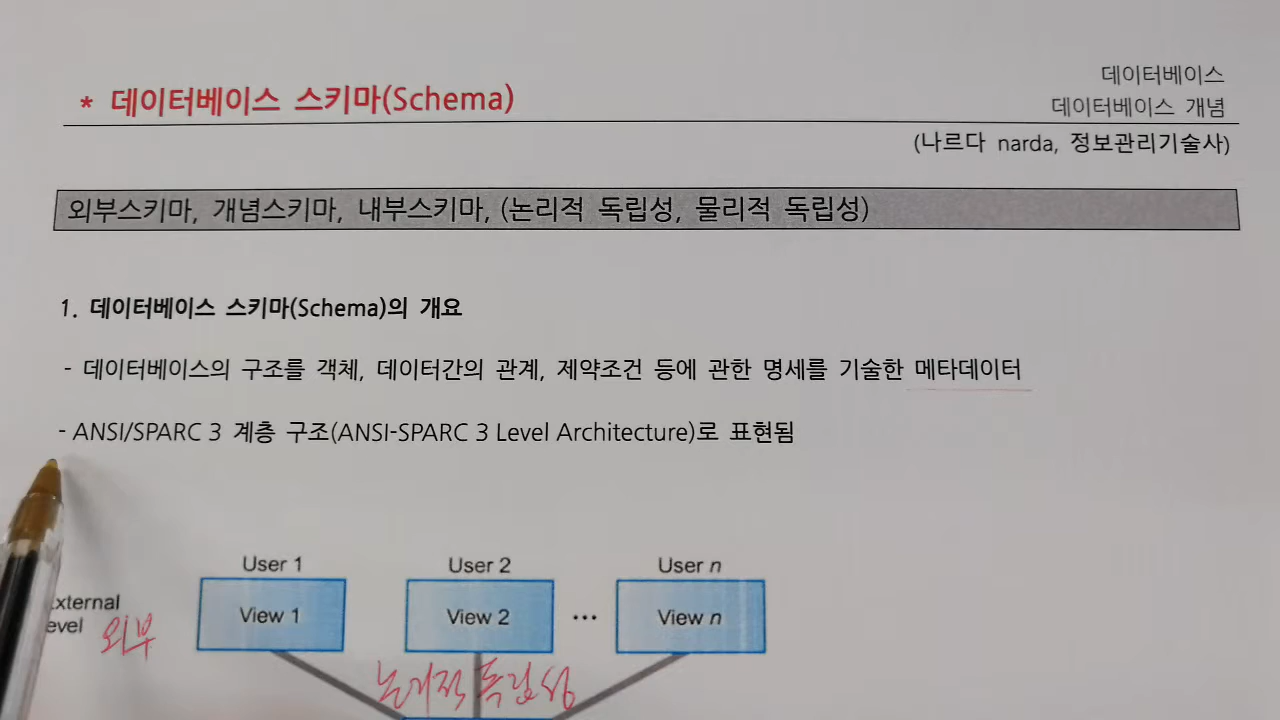 데이터베이스
* 데이터베이스 스키마(Schema)
데이터베이스 개념
(나르다 narda, 정보관리기술사)
외부스키마, 개념스키마, 내부스키마, (논리적 독립성, 물리적 독립성)
1. 데이터베이스 스키마(Schema)의 개요
- 데이터베이스의 구조를 객체, 데이터간의 관계, 제약조건 등에 관한 명세를 기술한 메타데이터
- ANSI/SPARC 3 계층 구조(ANSI-SPARC 3 Level Architecture)로 표현됨
User 1 User 2 User n
xternal
evel 외부
View 1 View 2 ... View n
논리적 독립성